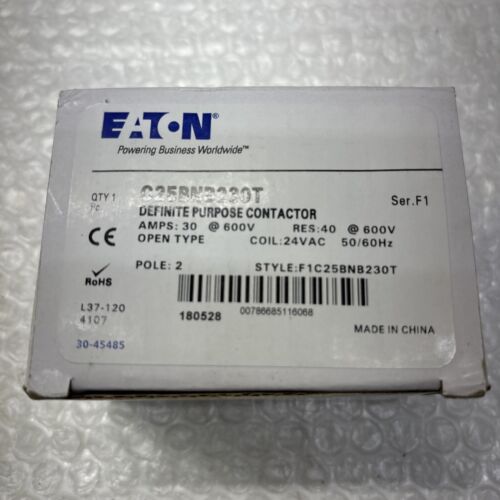 EATON
Powering Business Worldwide™
QTY 1 C25BNB230T Ser.F1
Pc DEFINITE PURPOSE CONTACTOR
AMPS: 30 @ 600V RES: 40 @ 600V
CE OPEN TYPE COIL: 24VAC 50/60Hz
POLE: 2 STYLE:F1C25BNB230T
RoHS
L37-120
4107
180528 00786685116068
30-45485
MADE IN CHINA